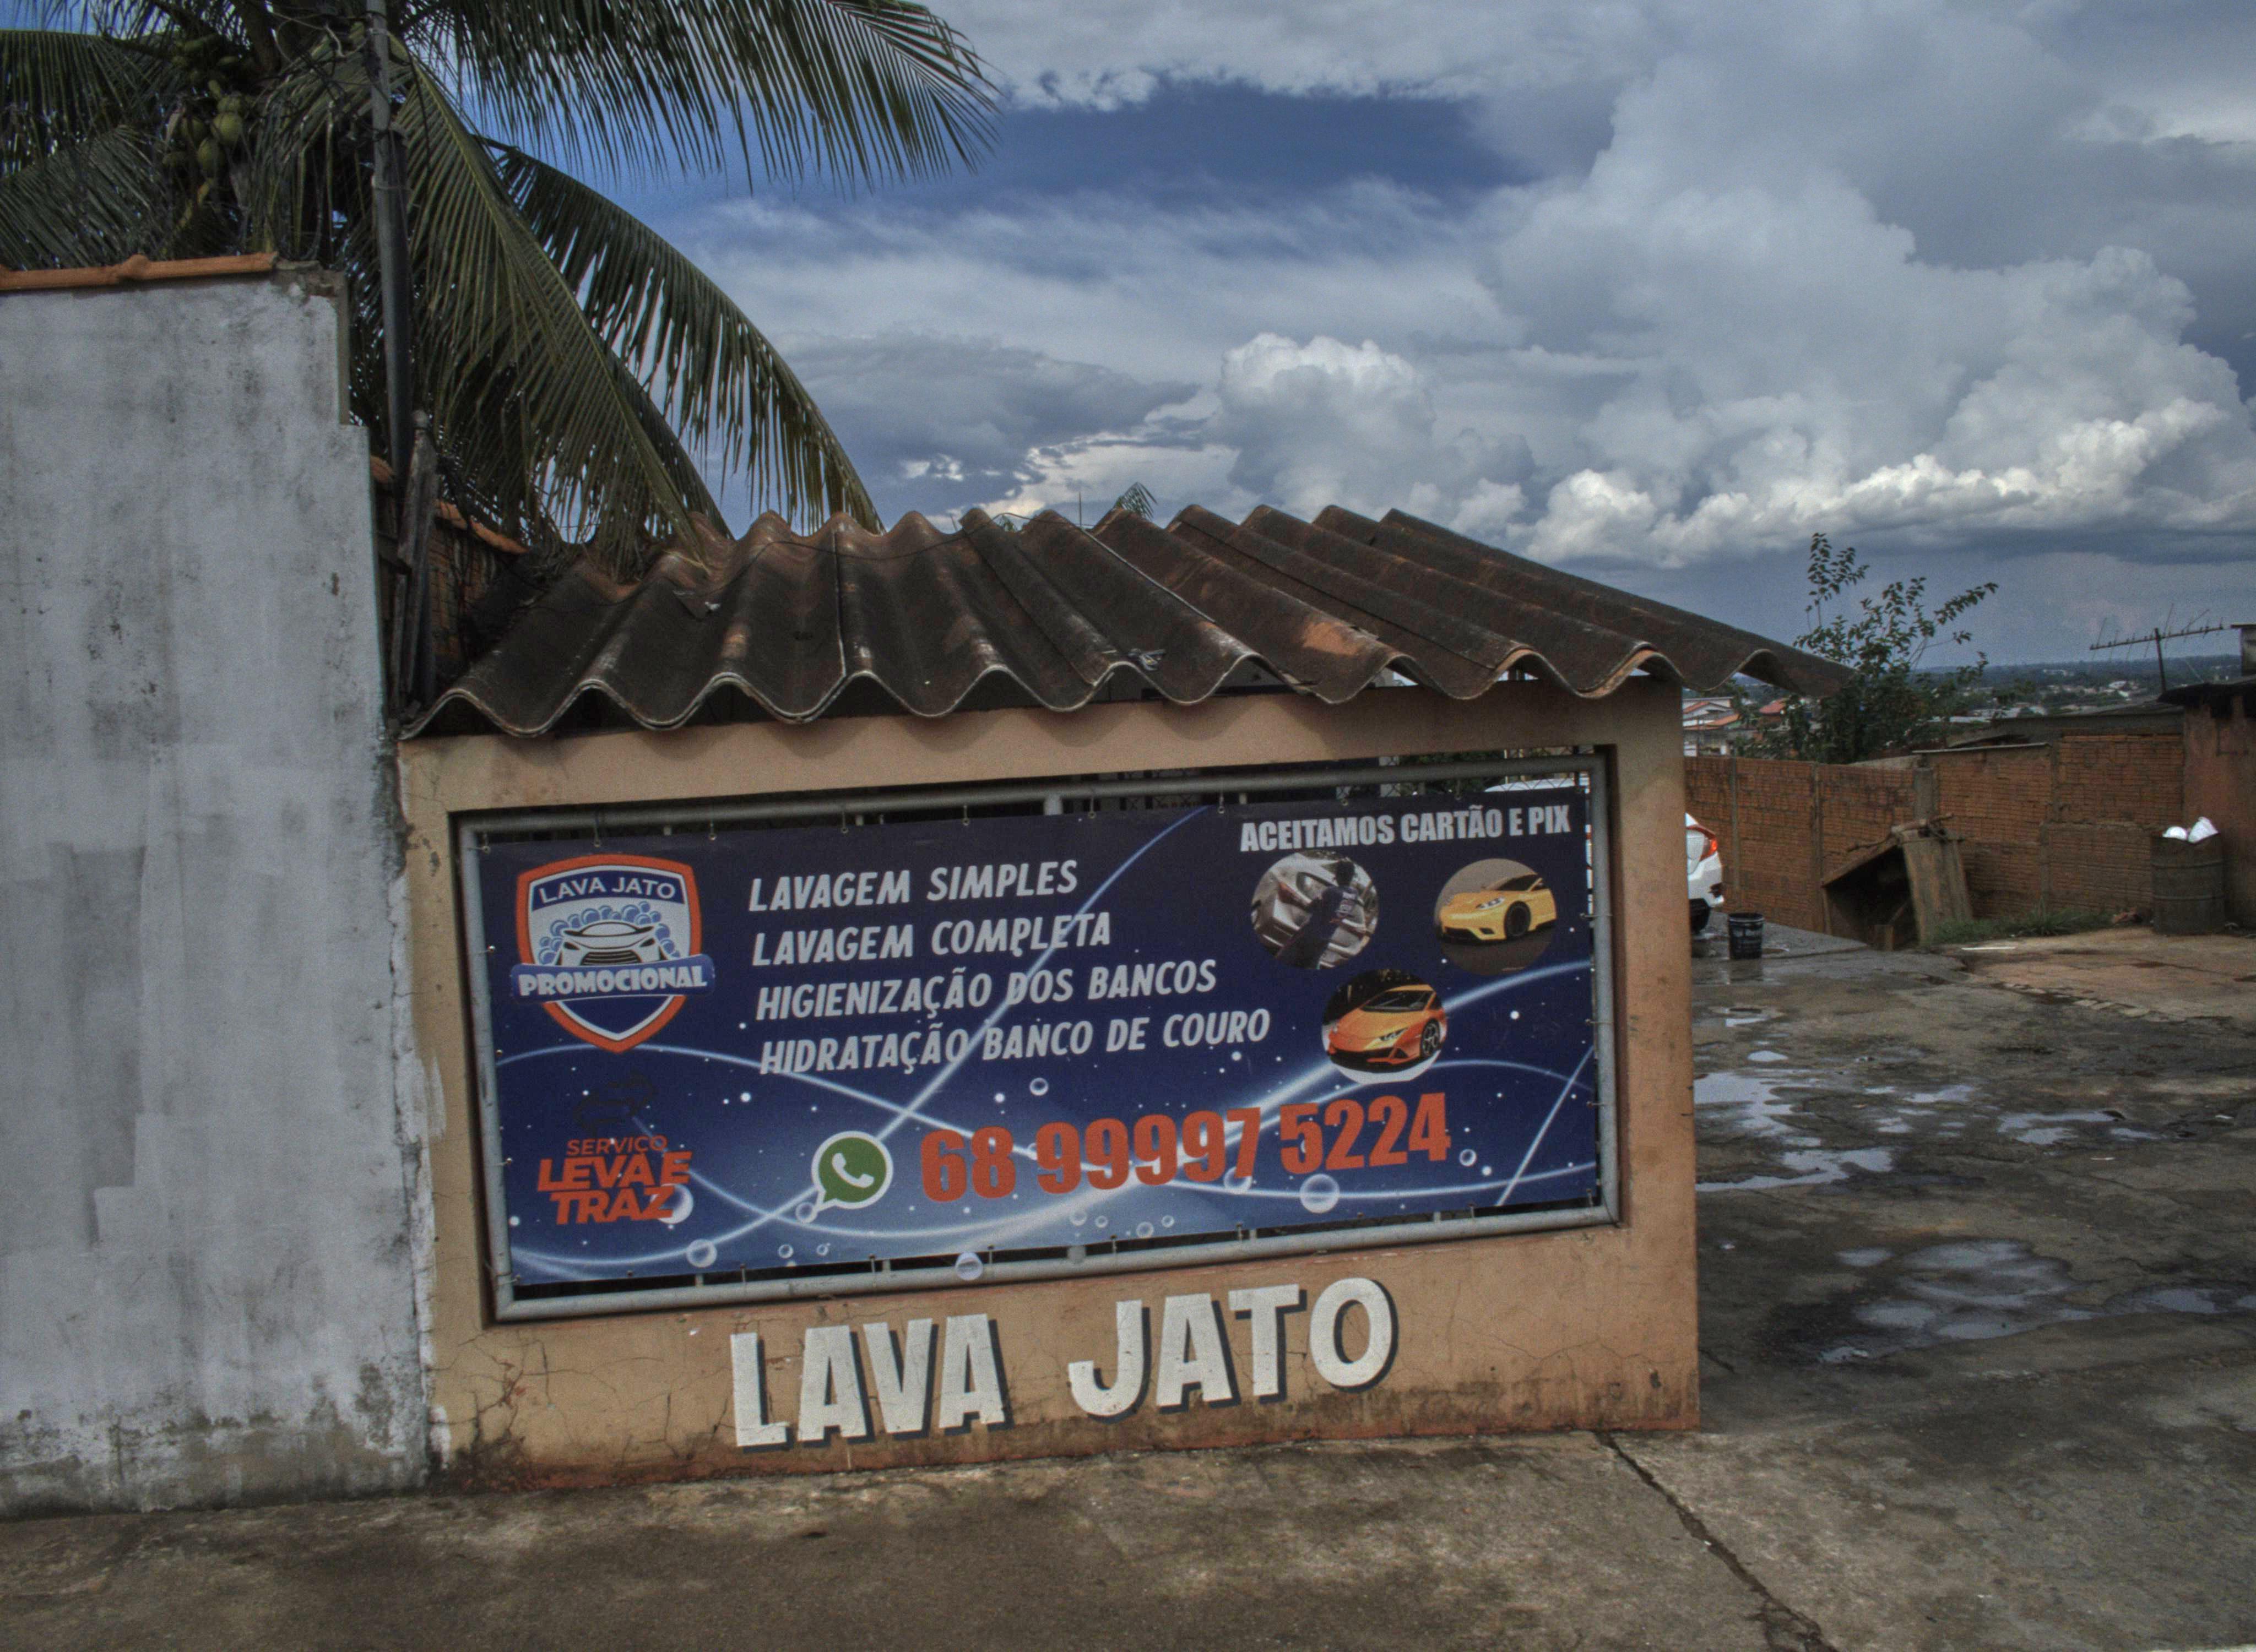 ACEITAMOS CARTÃO E PIX
LAVA JATO
PROMOCIONAL
LAVAGEM SIMPLES
LAVAGEM COMPLETA
HIGIENIZAÇÃO DOS BANCOS
HIDRATAÇÃO BANCO DE COURO
SERVIÇO
LEVA E
TRAZ
68 99997 5224
LAVA JATO